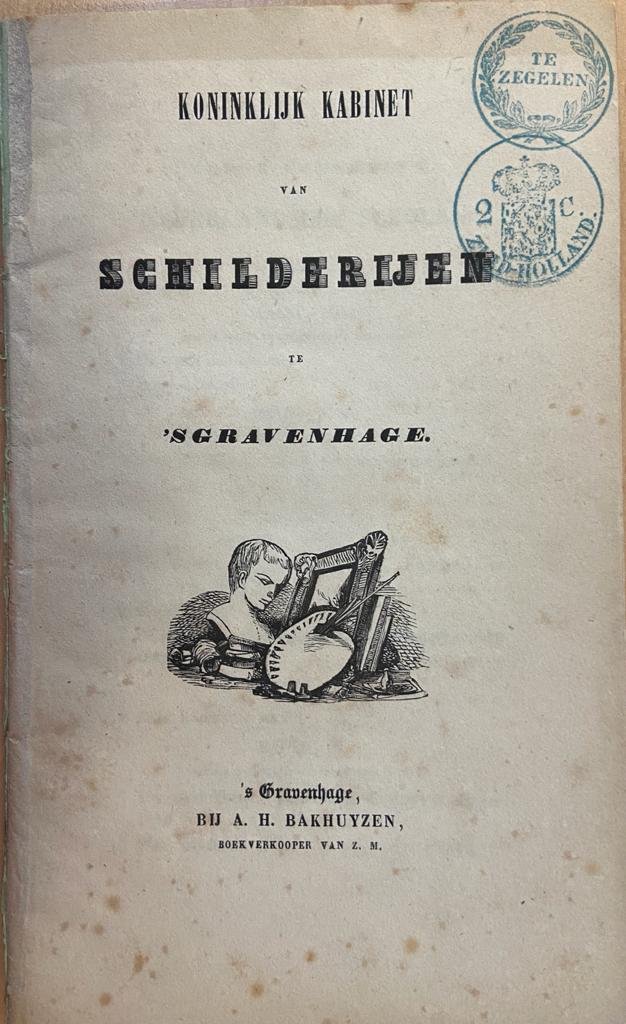 TE
ZEGELEN
2 C.
ZUID-HOLLAND.
KONINKLIJK KABINET
VAN
SCHILDERIJEN
TE
'SGRAVENHAGE.
's Gravenhage,
BIJ A. H. BAKHUYZEN,
BOEKVERKOOPER VAN Z. M.